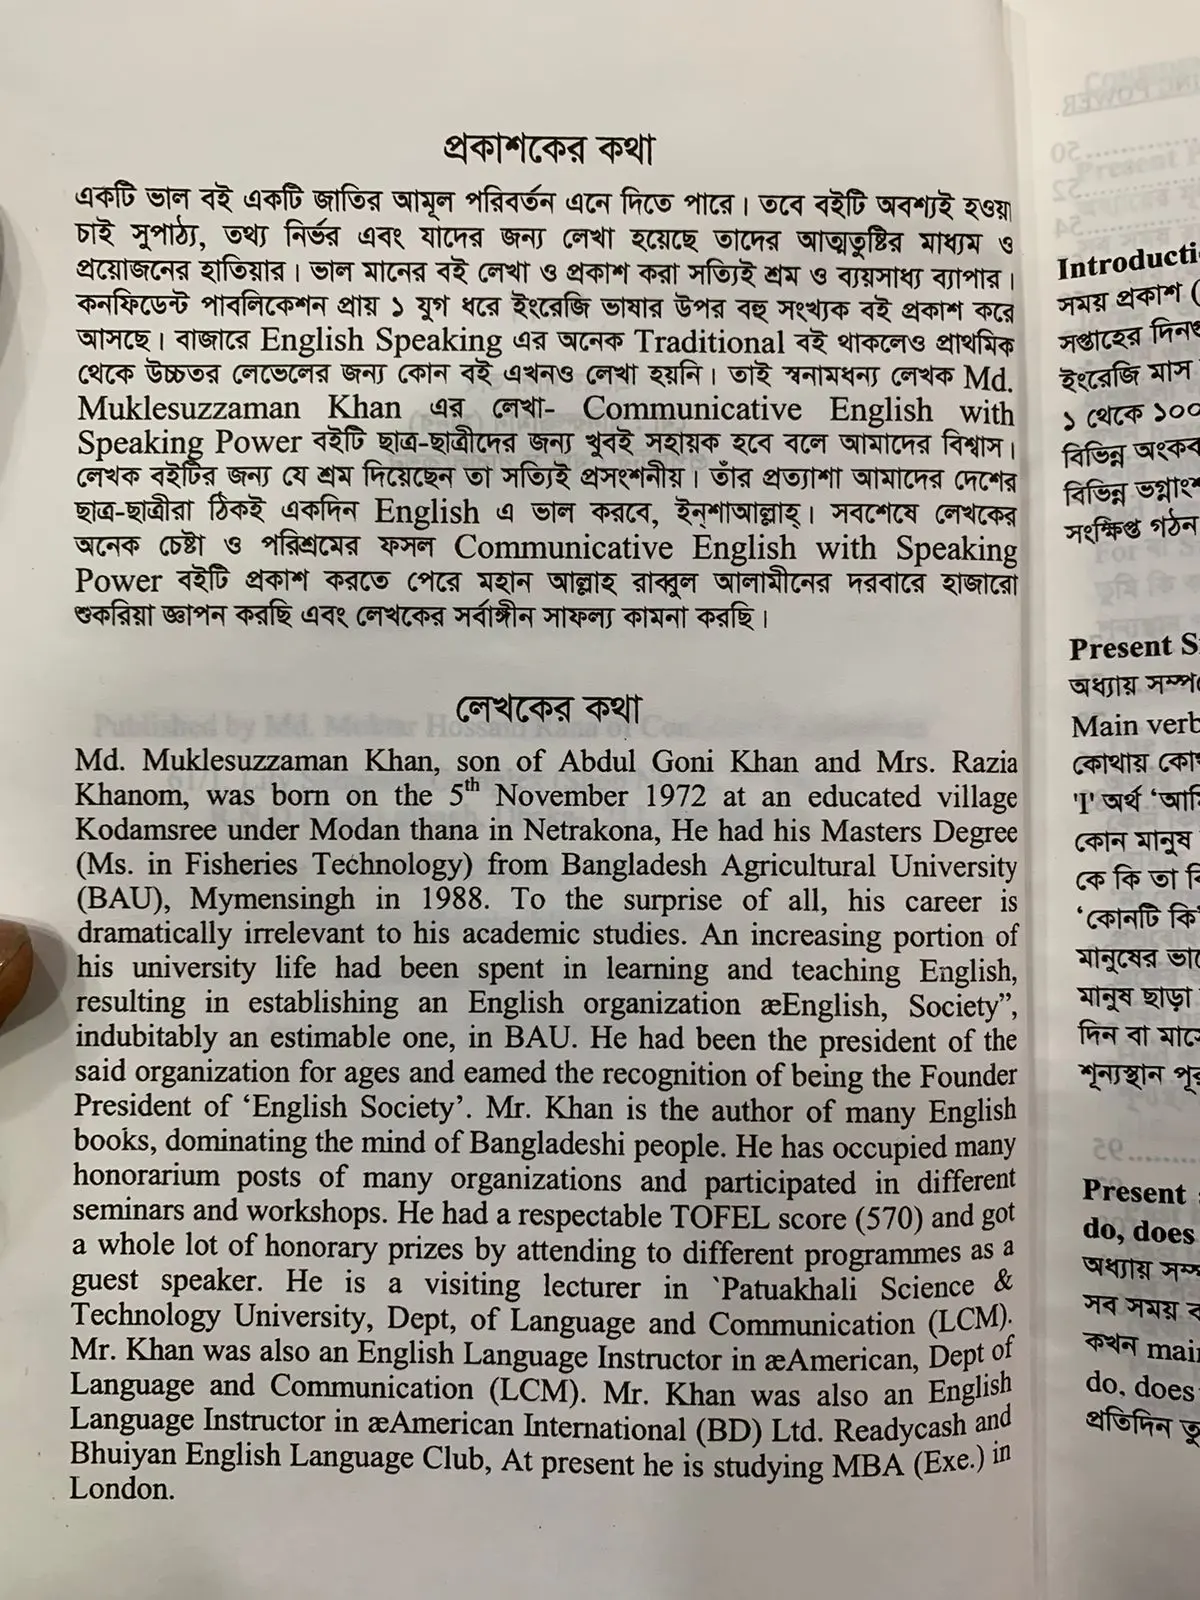 প্রকাশকের কথা
একটি ভাল বই একটি জাতির আমূল পরিবর্তন এনে দিতে পারে। তবে বইটি অবশ্যই হওয়া
চাই সুপাঠ্য, তথ্য নির্ভর এবং যাদের জন্য লেখা হয়েছে তাদের আত্মতুষ্টির মাধ্যম ও
প্রয়োজনের হাতিয়ার। ভাল মানের বই লেখা ও প্রকাশ করা সত্যিই শ্রম ও ব্যয়সাধ্য ব্যাপার।
কনফিডেন্ট পাবলিকেশন প্রায় ১ যুগ ধরে ইংরেজি ভাষার উপর বহু সংখ্যক বই প্রকাশ করে
আসছে। বাজারে English Speaking এর অনেক Traditional বই থাকলেও প্রাথমিক
থেকে উচ্চতর লেভেলের জন্য কোন বই এখনও লেখা হয়নি। তাই স্বনামধন্য লেখক Md.
Muklesuzzaman Khan এর লেখা- Communicative English with
Speaking Power বইটি ছাত্র-ছাত্রীদের জন্য খুবই সহায়ক হবে বলে আমাদের বিশ্বাস।
লেখক বইটির জন্য যে শ্রম দিয়েছেন তা সত্যিই প্রসংশনীয়। তাঁর প্রত্যাশা আমাদের দেশের
ছাত্র-ছাত্রীরা ঠিকই একদিন English এ ভাল করবে, ইন্‌শাআল্লাহ্। সবশেষে লেখকের
অনেক চেষ্টা ও পরিশ্রমের ফসল Communicative English with Speaking
Power বইটি প্রকাশ করতে পেরে মহান আল্লাহ রাব্বুল আলামীনের দরবারে হাজারো
শুকরিয়া জ্ঞাপন করছি এবং লেখকের সর্বাঙ্গীন সাফল্য কামনা করছি।
লেখকের কথা
Md. Muklesuzzaman Khan, son of Abdul Goni Khan and Mrs. Razia
Khanom, was born on the 5th November 1972 at an educated village
Kodamsree under Modan thana in Netrakona, He had his Masters Degree
(Ms. in Fisheries Technology) from Bangladesh Agricultural University
(BAU), Mymensingh in 1988. To the surprise of all, his career is
dramatically irrelevant to his academic studies. An increasing portion of
his university life had been spent in learning and teaching English,
resulting in establishing an English organization æEnglish, Society”,
indubitably an estimable one, in BAU. He had been the president of the
said organization for ages and eamed the recognition of being the Founder
President of ‘English Society’. Mr. Khan is the author of many English
books, dominating the mind of Bangladeshi people. He has occupied many
honorarium posts of many organizations and participated in different
seminars and workshops. He had a respectable TOFEL score (570) and got
a whole lot of honorary prizes by attending to different programmes as a
guest speaker. He is a visiting lecturer in `Patuakhali Science &
Technology University, Dept, of Language and Communication (LCM).
Mr. Khan was also an English Language Instructor in æAmerican, Dept of
Language and Communication (LCM). Mr. Khan was also an English
Language Instructor in æAmerican International (BD) Ltd. Readycash and
Bhuiyan English Language Club, At present he is studying MBA (Exe.) in
London.
সময় প্রকাশ (
সপ্তাহের
ইংরেজি মাস
১ থেকে ১০০
বিভিন্ন
বিভিন্ন
সংক্ষিপ্ত গঠন
Present
অধ্যায়
Main verb
কোথায়
'I' অর্থ
কোন মানুষ
কে কি তা
‘কোনটি
মানুষের
মানুষ ছাড়া
দিন বা
শূন্যস্থান
Present
do, does
অধ্যায়
সব সময়
কখন
do, does
প্রতিদিন